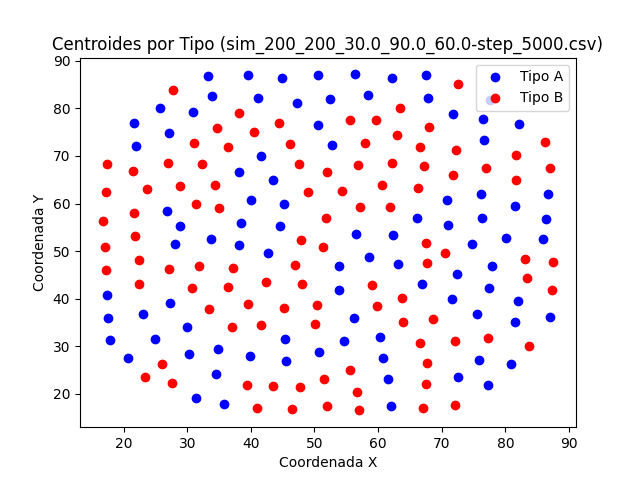 Centroides por Tipo (sim_200_200_30.0_90.0_60.0-step_5000.csv)
90
80
70
60
50
40
30
20
Coordenada Y
Tipo A
Tipo B
20 30 40 50 60 70 80 90
Coordenada X